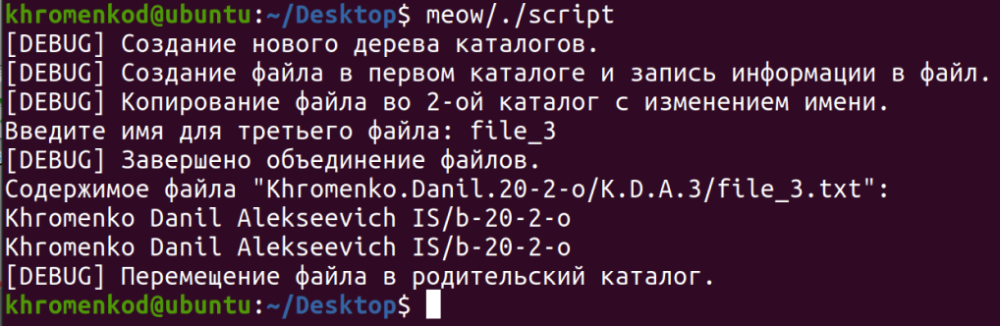 khromenkod@ubuntu:~/Desktop$ meow/./script
[DEBUG] Создание нового дерева каталогов.
[DEBUG] Создание файла в первом каталоге и запись информации в файл.
[DEBUG] Копирование файла во 2-ой каталог с изменением имени.
Введите имя для третьего файла: file_3
[DEBUG] Завершено объединение файлов.
Содержимое файла "Khromenko.Danil.20-2-o/K.D.A.3/file_3.txt":
Khromenko Danil Alekseevich IS/b-20-2-o
Khromenko Danil Alekseevich IS/b-20-2-o
[DEBUG] Перемещение файла в родительский каталог.
khromenkod@ubuntu:~/Desktop$